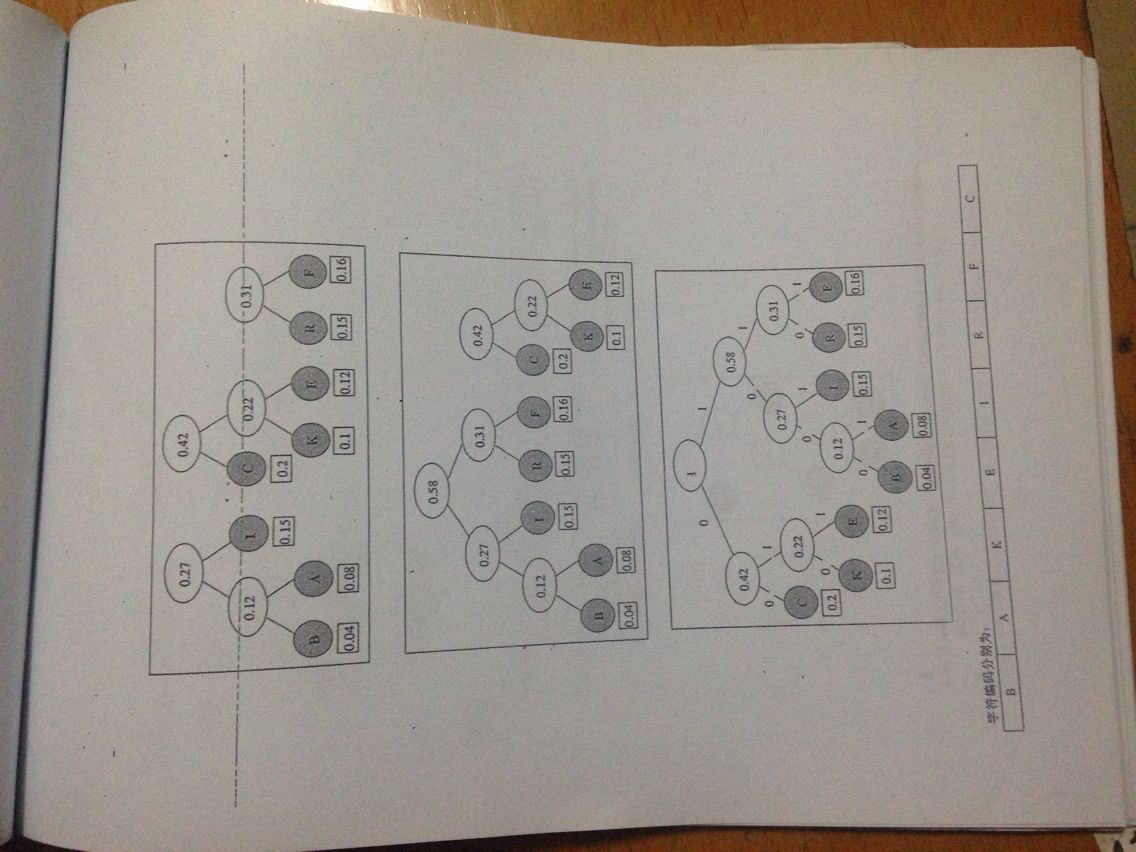 0.27 0.42
0.12 I C 0.22 0.31
0.15 0.2
B A K E R F
0.04 0.08 0.1 0.12 0.15 0.16
0.58
0.27 0.31 0.42
0.12 I R F C 0.22
0.15 0.15 0.16 0.2
B A K E
0.04 0.08 0.1 0.12
1
0 1
0.42 0.58
0 1 0 1
C 0.22 0.27 0.31
0.2 0 1 0 1 0 1
K E 0.12 I R F
0.1 0.12 0.15 0.15 0.16
0 1
B A
0.04 0.08
字符编码分别为:
B A K E I R F C